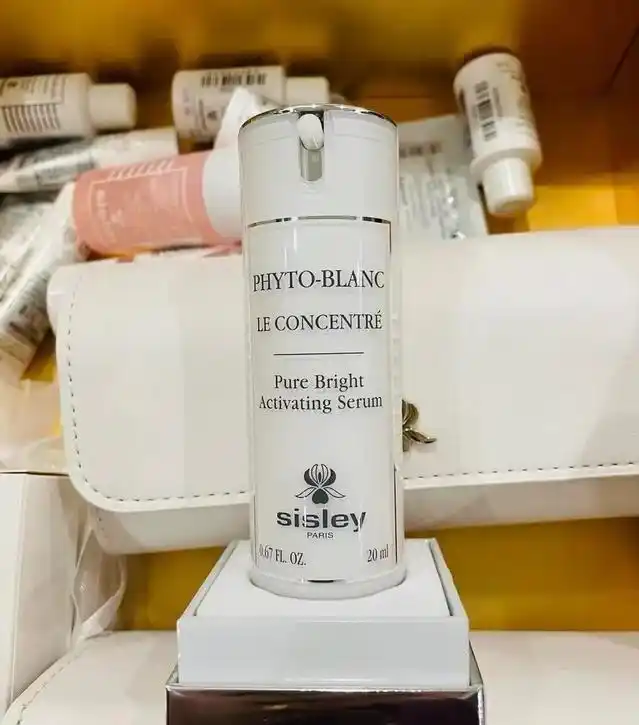 PHYTO-BLANC
LE CONCENTRÉ
Pure Bright
Activating Serum
sisley
PARIS
0.67 FL. OZ. 20 ml